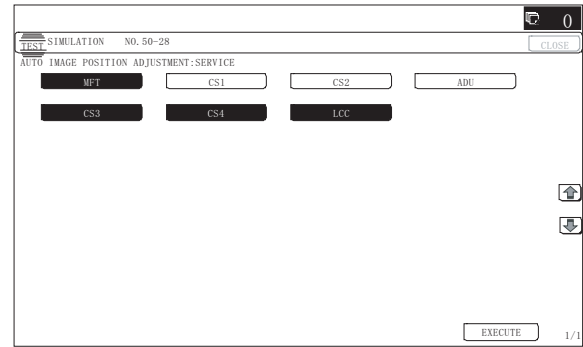 0
TEST SIMULATION NO. 50-28 CLOSE
AUTO IMAGE POSITION ADJUSTMENT:SERVICE
MFT CS1 CS2 ADU
CS3 CS4 LCC
EXECUTE 1/1